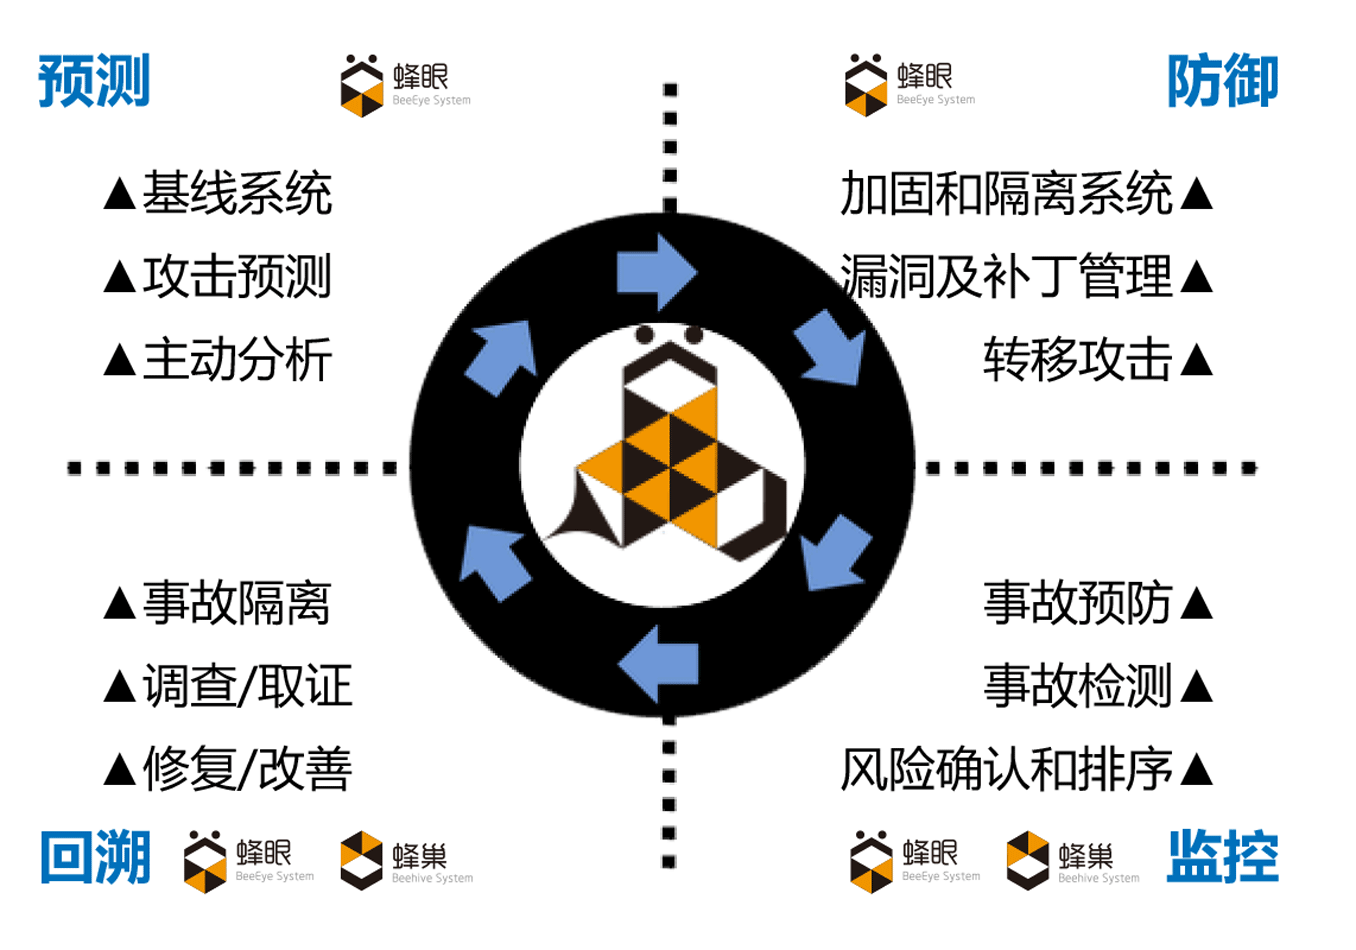 预测
蜂眼
BeeEye System
▲基线系统
▲攻击预测
▲主动分析
蜂眼
BeeEye System
防御
加固和隔离系统▲
漏洞及补丁管理▲
转移攻击▲
▲事故隔离
▲调查/取证
▲修复/改善
回溯
蜂眼
BeeEye System
蜂巢
Beehive System
事故预防▲
事故检测▲
风险确认和排序▲
蜂眼
BeeEye System
蜂巢
Beehive System
监控